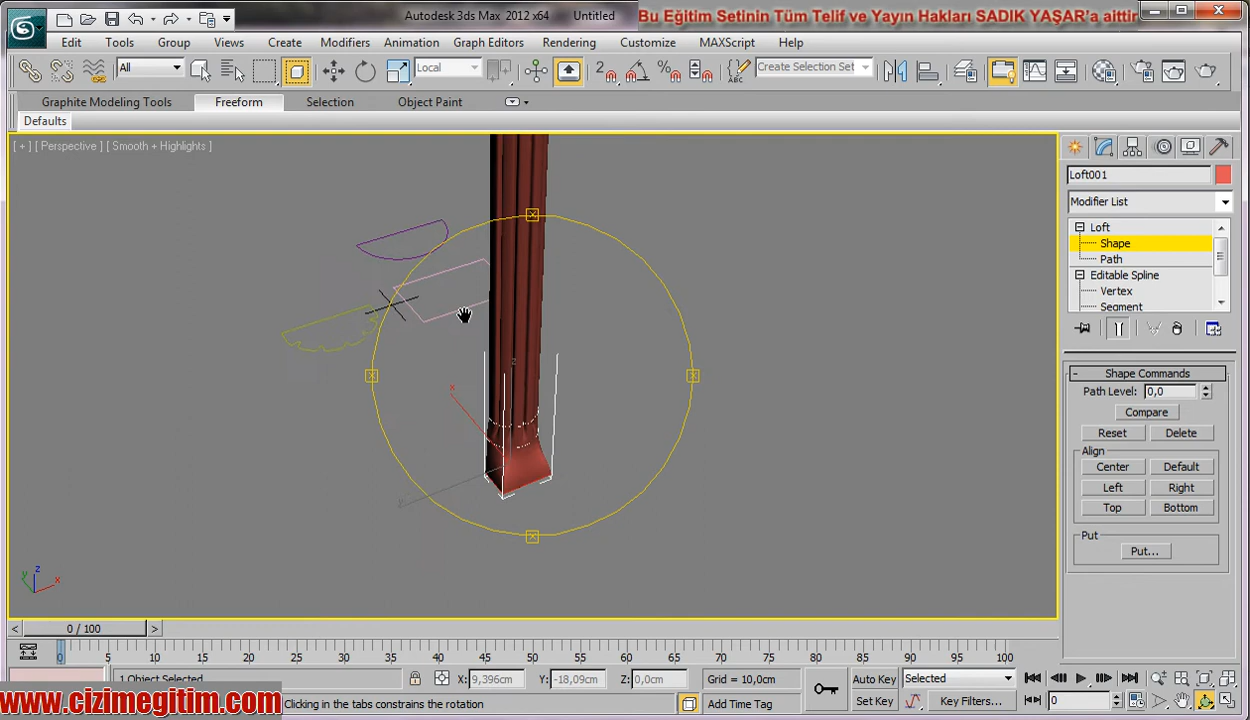 Autodesk 3ds Max 2012 x64 Untitled
Bu Eğitim Setinin Tüm Telif ve Yayın Hakları SADIK YAŞAR'a aittir
Edit Tools Group Views Create Modifiers Animation Graph Editors Rendering Customize MAXScript Help
All Local Create Selection Set
Graphite Modeling Tools Freeform Selection Object Paint
Defaults
[ + ] [ Perspective ] [ Smooth + Highlights ]
Loft001
Modifier List
Loft
Shape
Path
Editable Spline
Vertex
Segment
Shape Commands
Path Level: 0,0
Compare
Reset Delete
Align
Center Default
Left Right
Top Bottom
Put
Put...
z
x
y
z
x
y
0 / 100
0 5 10 15 20 25 30 35 40 45 50 55 60 65 70 75 80 85 90 95 100
1 Object Selected X: 9,396cm Y: -18,09cm Z: 0,0cm Grid = 10,0cm Auto Key Selected
Clicking in the tabs constrains the rotation Add Time Tag Set Key Key Filters... 0
www.cizimegitim.com